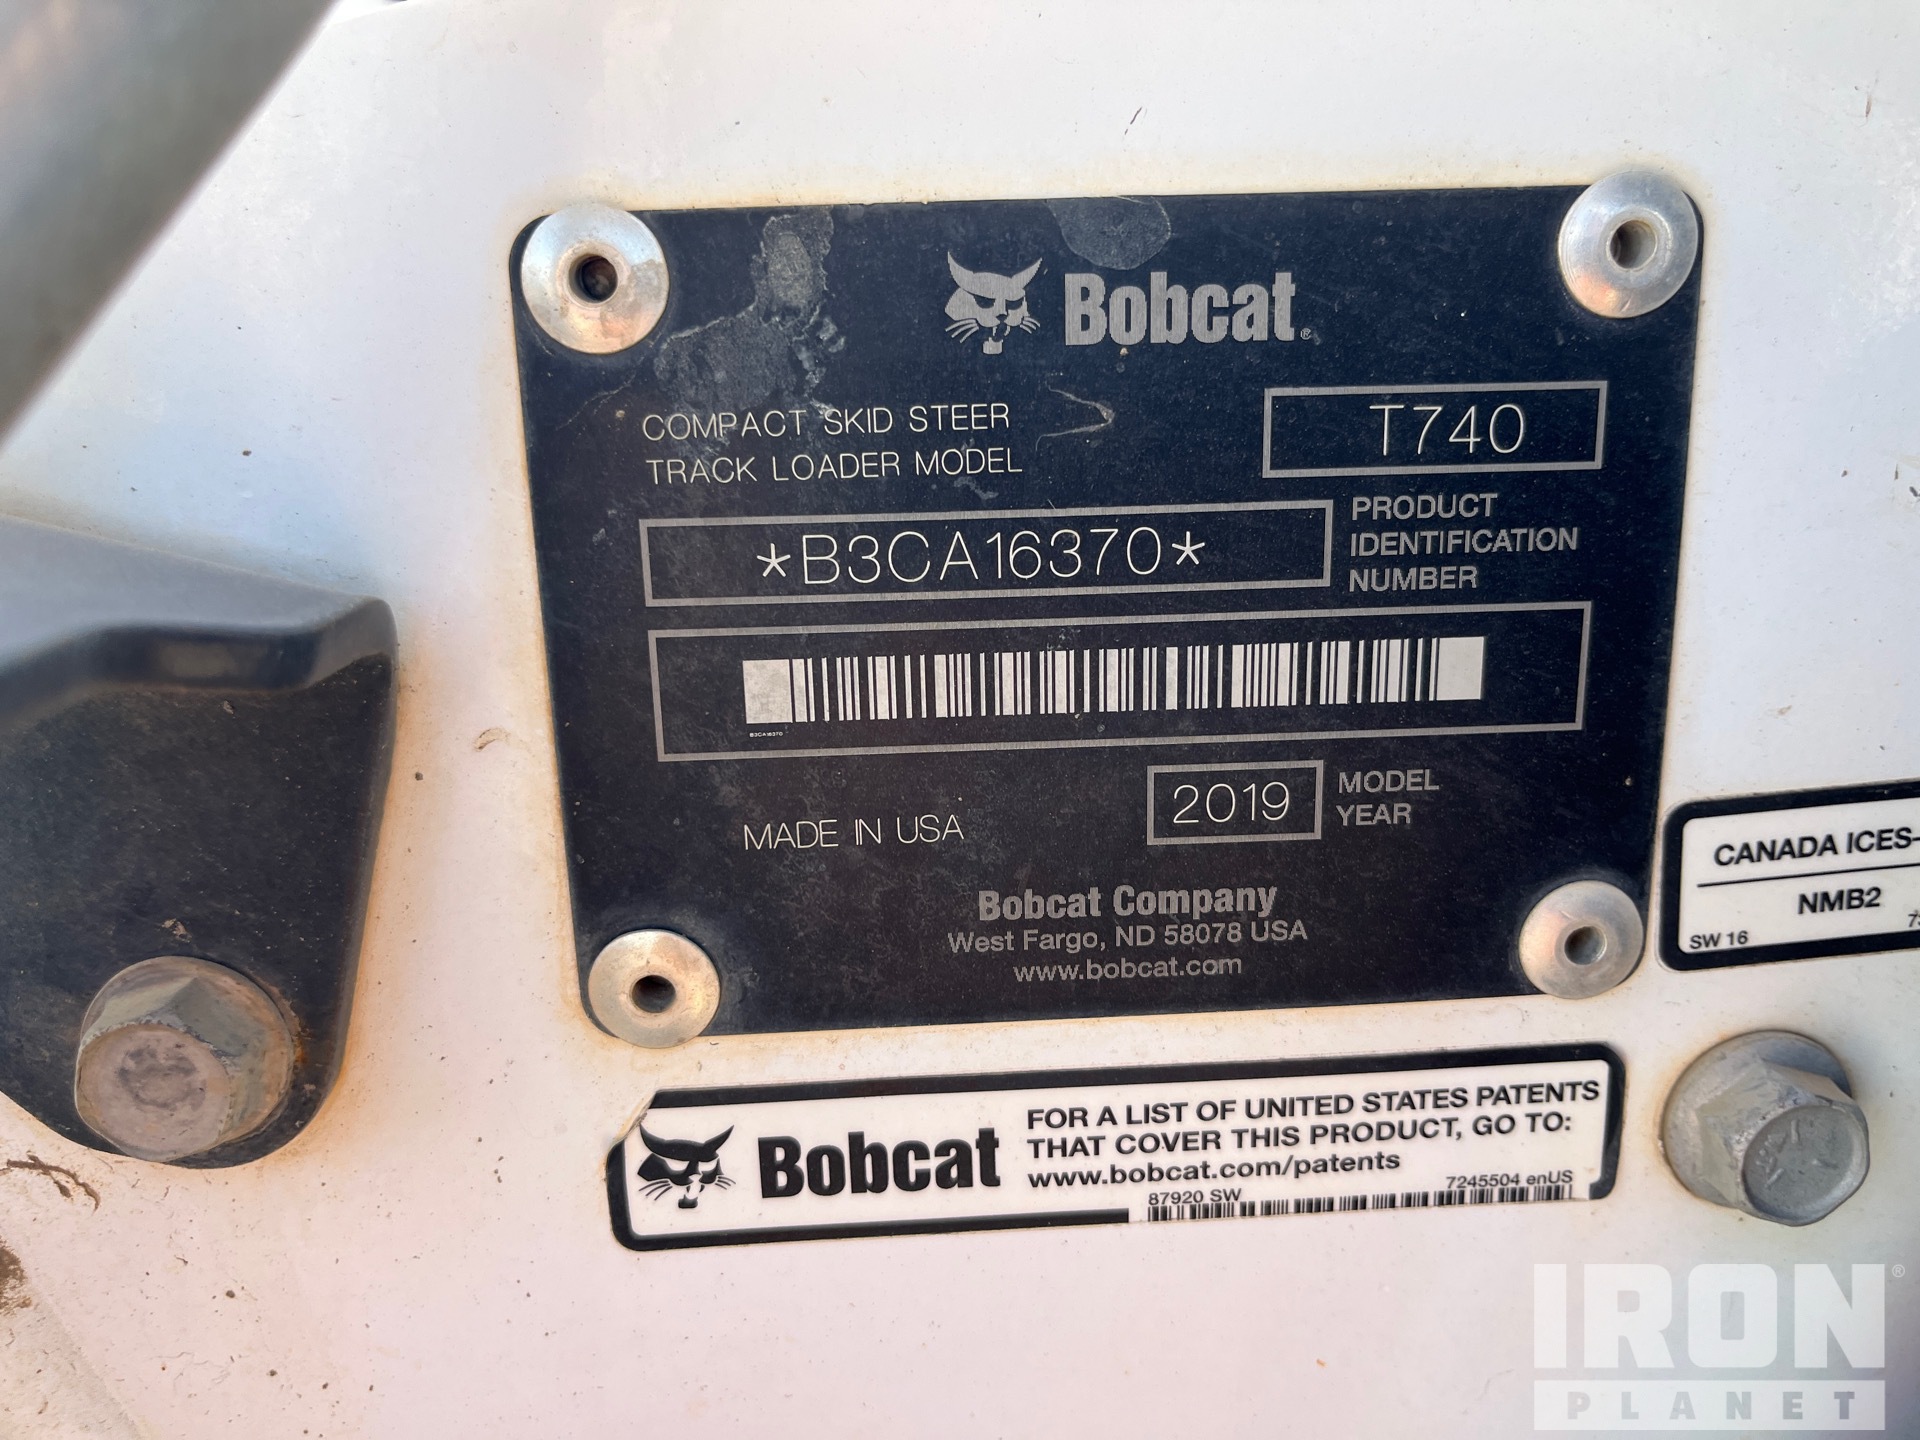 Bobcat®
COMPACT SKID STEER
TRACK LOADER MODEL
T740
*B3CA16370*
PRODUCT
IDENTIFICATION
NUMBER
B3CA16370
MADE IN USA
2019
MODEL
YEAR
Bobcat Company
West Fargo, ND 58078 USA
www.bobcat.com
CANADA ICES-
NMB2
SW 16
Bobcat
FOR A LIST OF UNITED STATES PATENTS
THAT COVER THIS PRODUCT, GO TO:
www.bobcat.com/patents
87920 SW
7245504 enUS
IRON®
PLANET